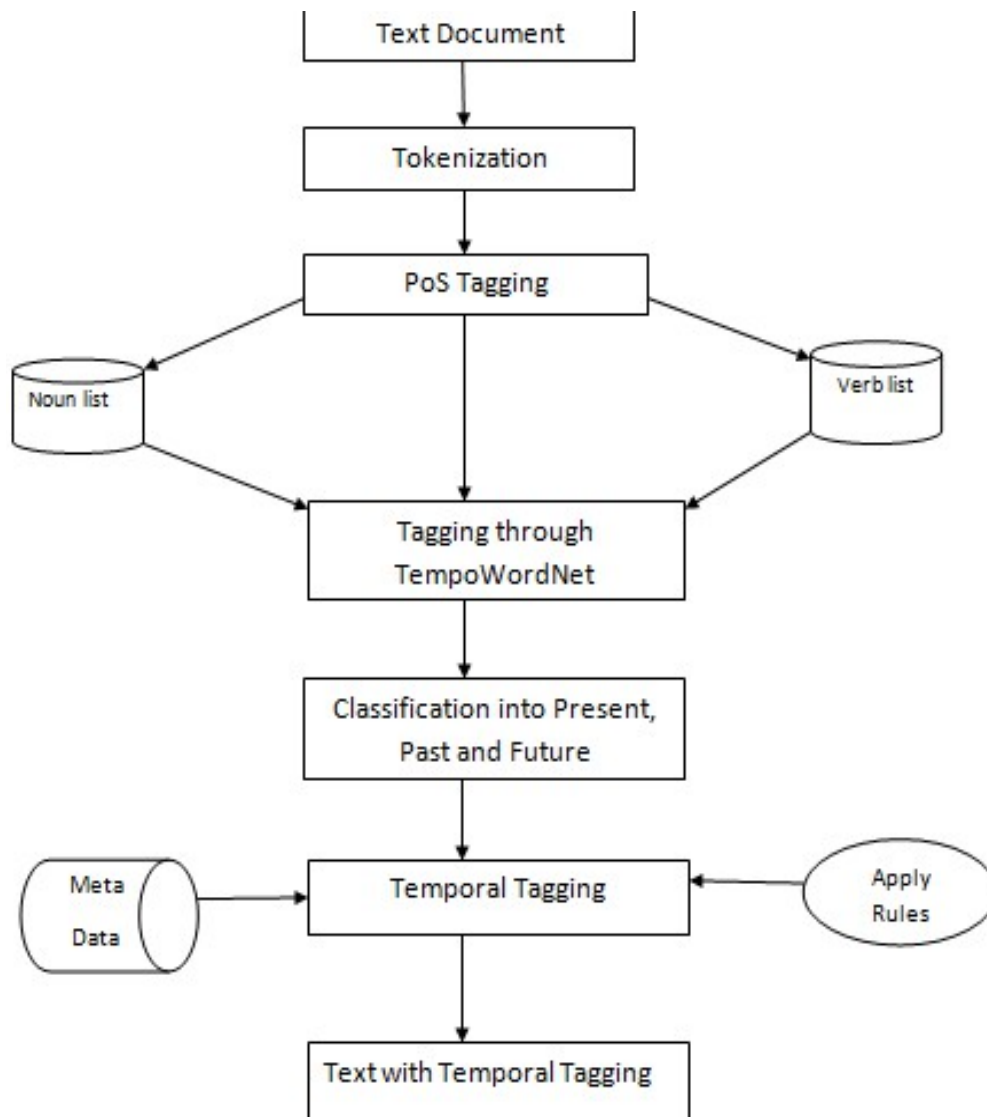 Text Document
Tokenization
PoS Tagging
Noun list
Verb list
Tagging through
TempoWordNet
Classification into Present,
Past and Future
Meta
Data
Temporal Tagging
Apply
Rules
Text with Temporal Tagging